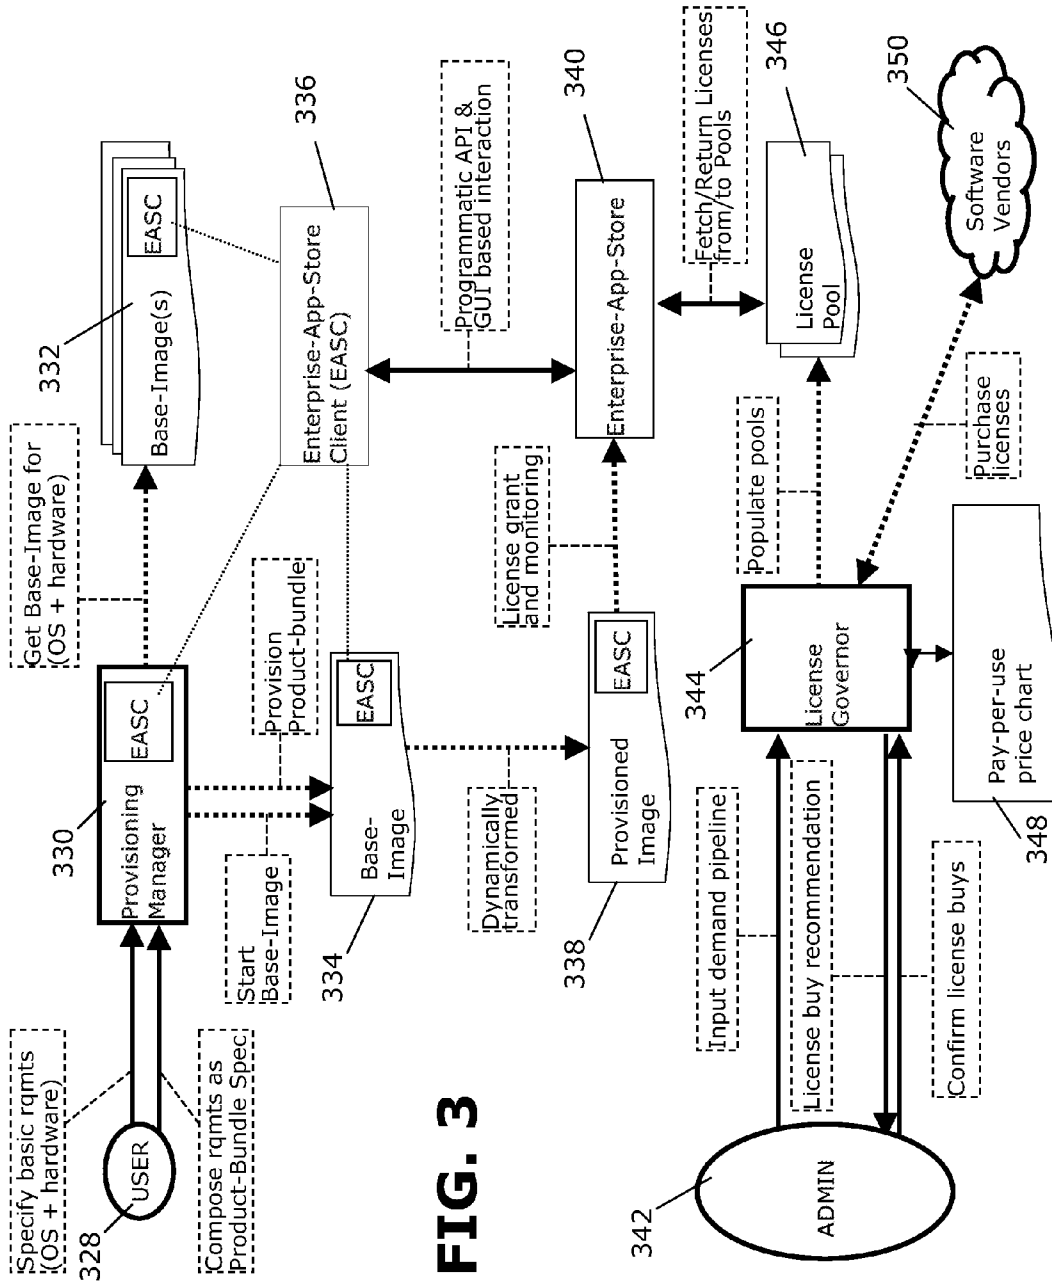 Specify basic rqmts
(OS + hardware)
328
USER
Compose rqmts as
Product-Bundle Spec
330
Provisioning
Manager
EASC
Get Base-Image for
(OS + hardware)
332
Base-Image(s)
EASC
Start
Base-Image
Provision
Product-bundle
334
Base-
Image
EASC
336
Enterprise-App-Store
Client (EASC)
Dynamically
transformed
Programmatic API &
GUI based interaction
338
Provisioned
Image
EASC
License grant
and monitoring
340
Enterprise-App-Store
Fetch/Return Licenses
from/to Pools
FIG. 3
342
ADMIN
Input demand pipeline
License buy recommendation
Confirm license buys
344
License
Governor
Populate pools
346
License
Pool
348
Pay-per-use
price chart
Purchase
licenses
350
Software
Vendors